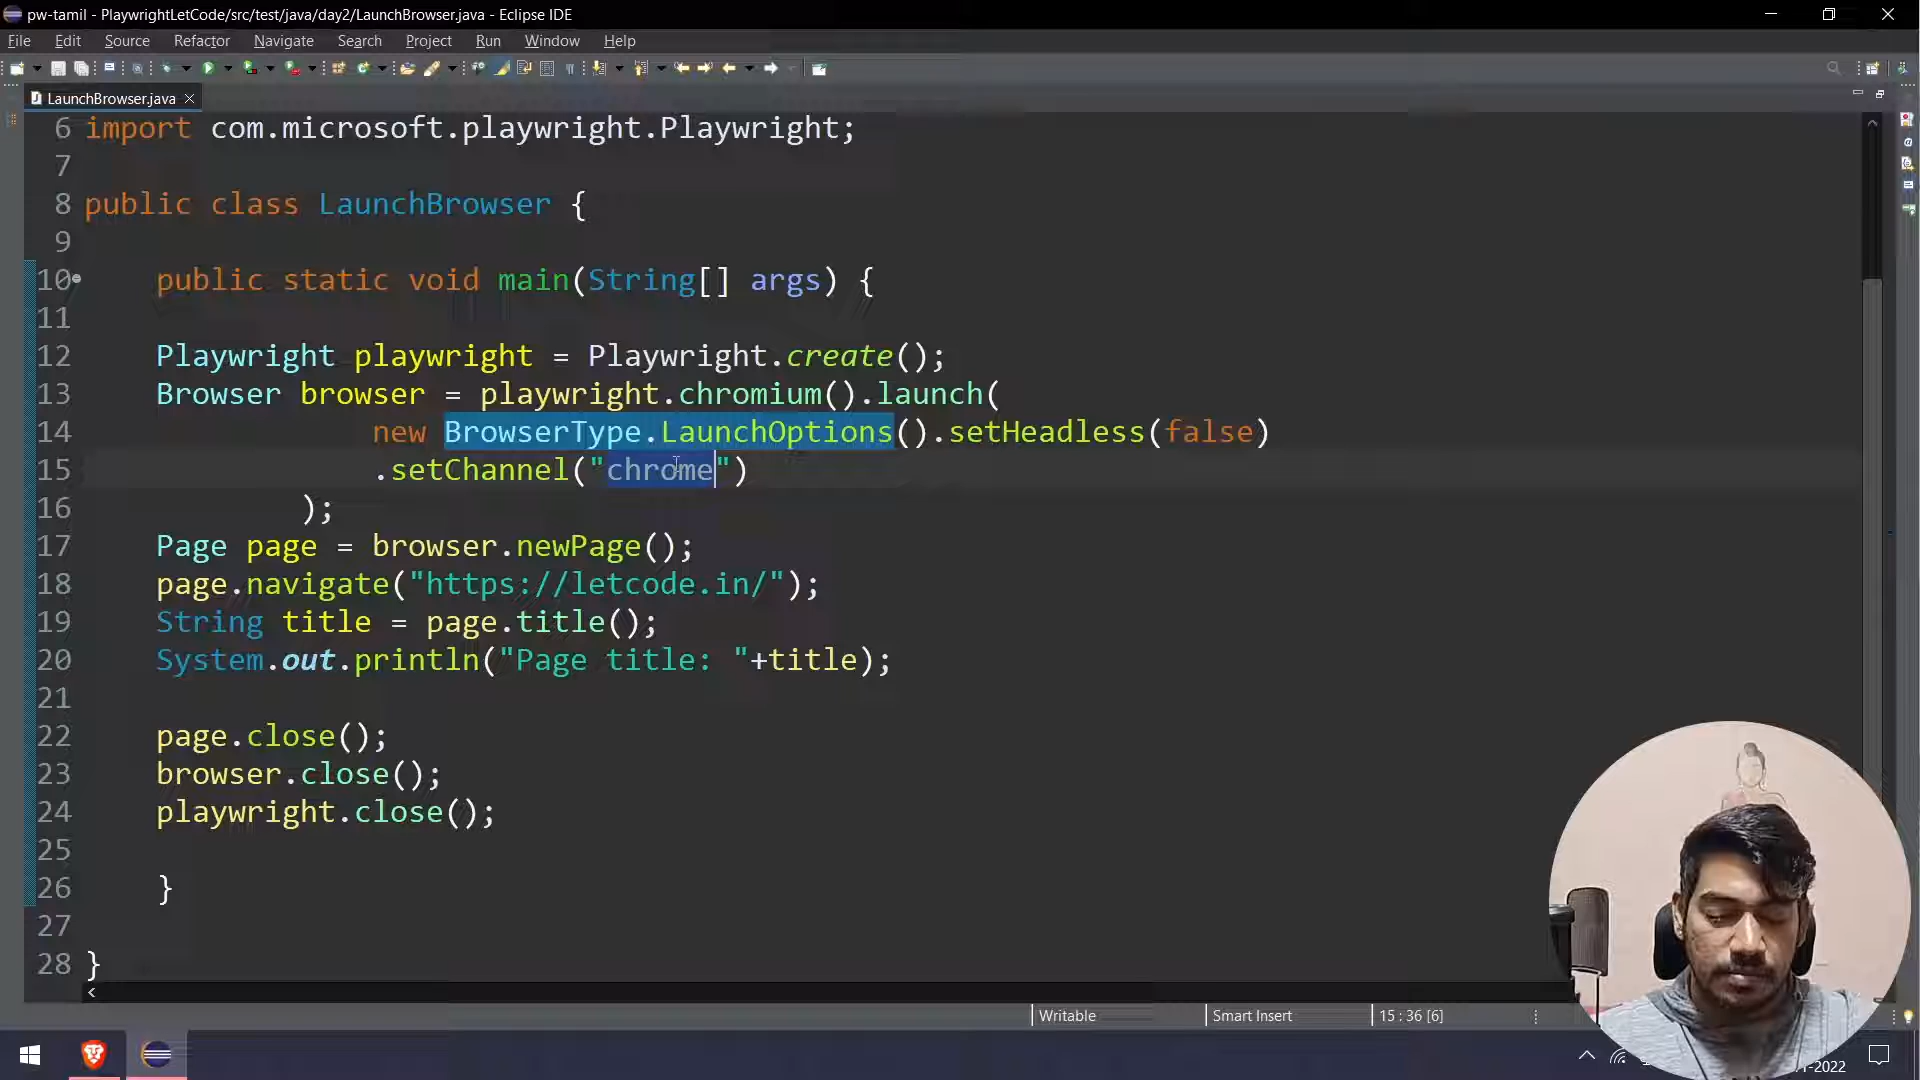 pw-tamil - PlaywrightLetCode/src/test/java/day2/LaunchBrowser.java - Eclipse IDE
File Edit Source Refactor Navigate Search Project Run Window Help
LaunchBrowser.java
6 import com.microsoft.playwright.Playwright;
7
8 public class LaunchBrowser {
9
10 public static void main(String[] args) {
11
12 Playwright playwright = Playwright.create();
13 Browser browser = playwright.chromium().launch(
14 new BrowserType.LaunchOptions().setHeadless(false)
15 .setChannel("chrome")
16 );
17 Page page = browser.newPage();
18 page.navigate("https://letcode.in/");
19 String title = page.title();
20 System.out.println("Page title: "+title);
21
22 page.close();
23 browser.close();
24 playwright.close();
25
26 }
27
28 }
Writable Smart Insert 15 : 36 [6]
-2022